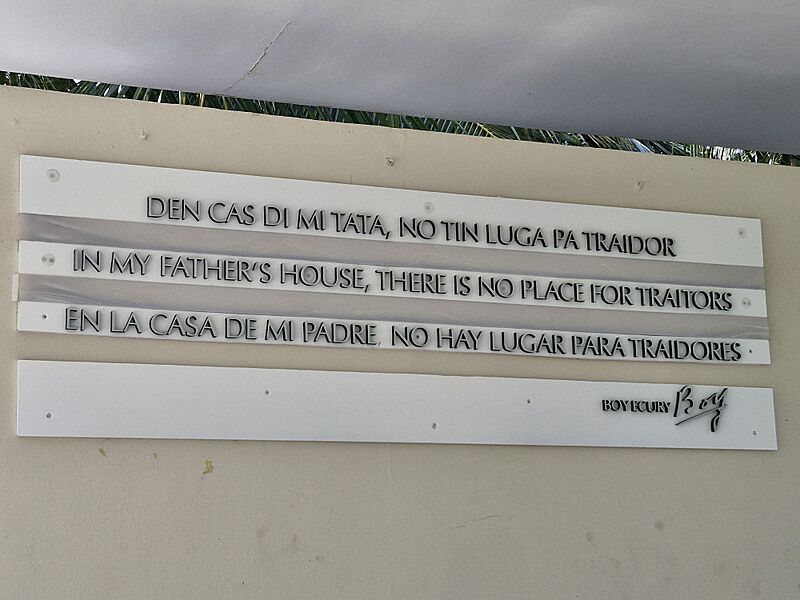 DEN CAS DI MI TATA, NO TIN LUGA PA TRAIDOR
IN MY FATHER'S HOUSE, THERE IS NO PLACE FOR TRAITORS
EN LA CASA DE MI PADRE, NO HAY LUGAR PARA TRAIDORES
BOY ECURY Boy